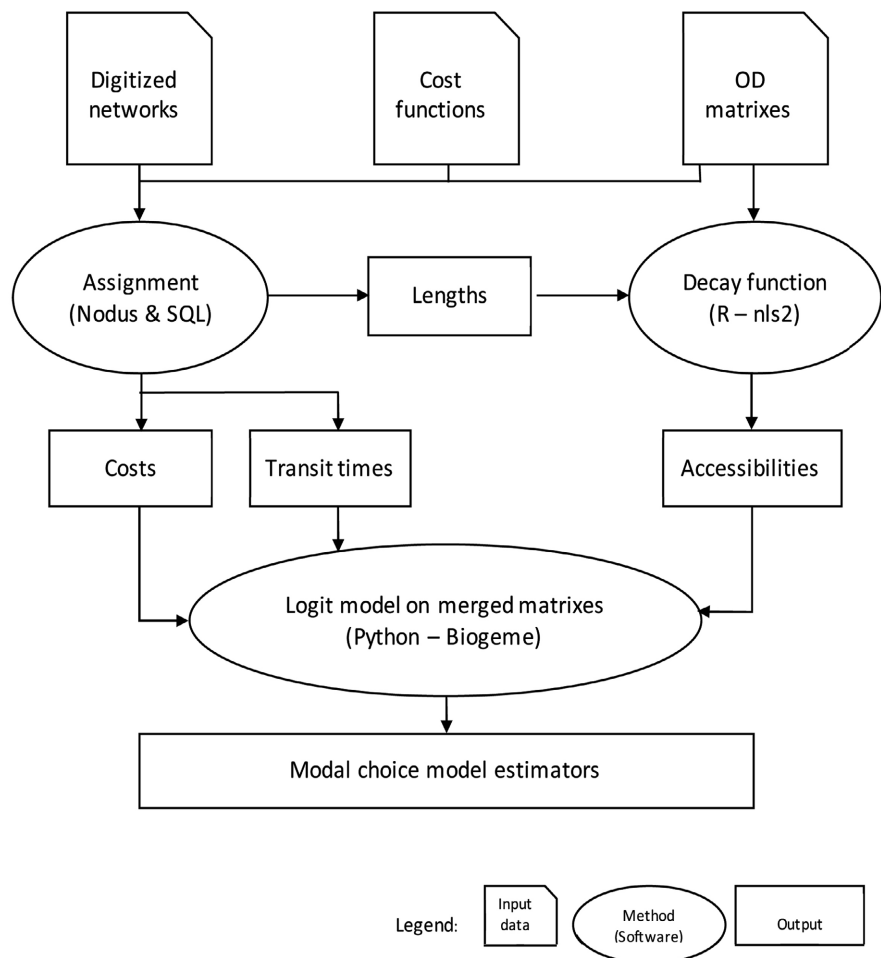 Digitized
networks
Cost
functions
OD
matrixes
Assignment
(Nodus & SQL)
Lengths
Decay function
(R – nls2)
Costs
Transit times
Accessibilities
Logit model on merged matrixes
(Python – Biogeme)
Modal choice model estimators
Legend:
Input
data
Method
(Software)
Output